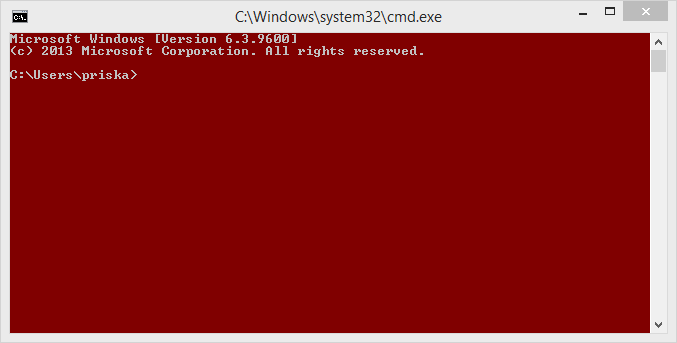 C:\Windows\system32\cmd.exe
Microsoft Windows [Version 6.3.9600]
(c) 2013 Microsoft Corporation. All rights reserved.
C:\Users\priska>